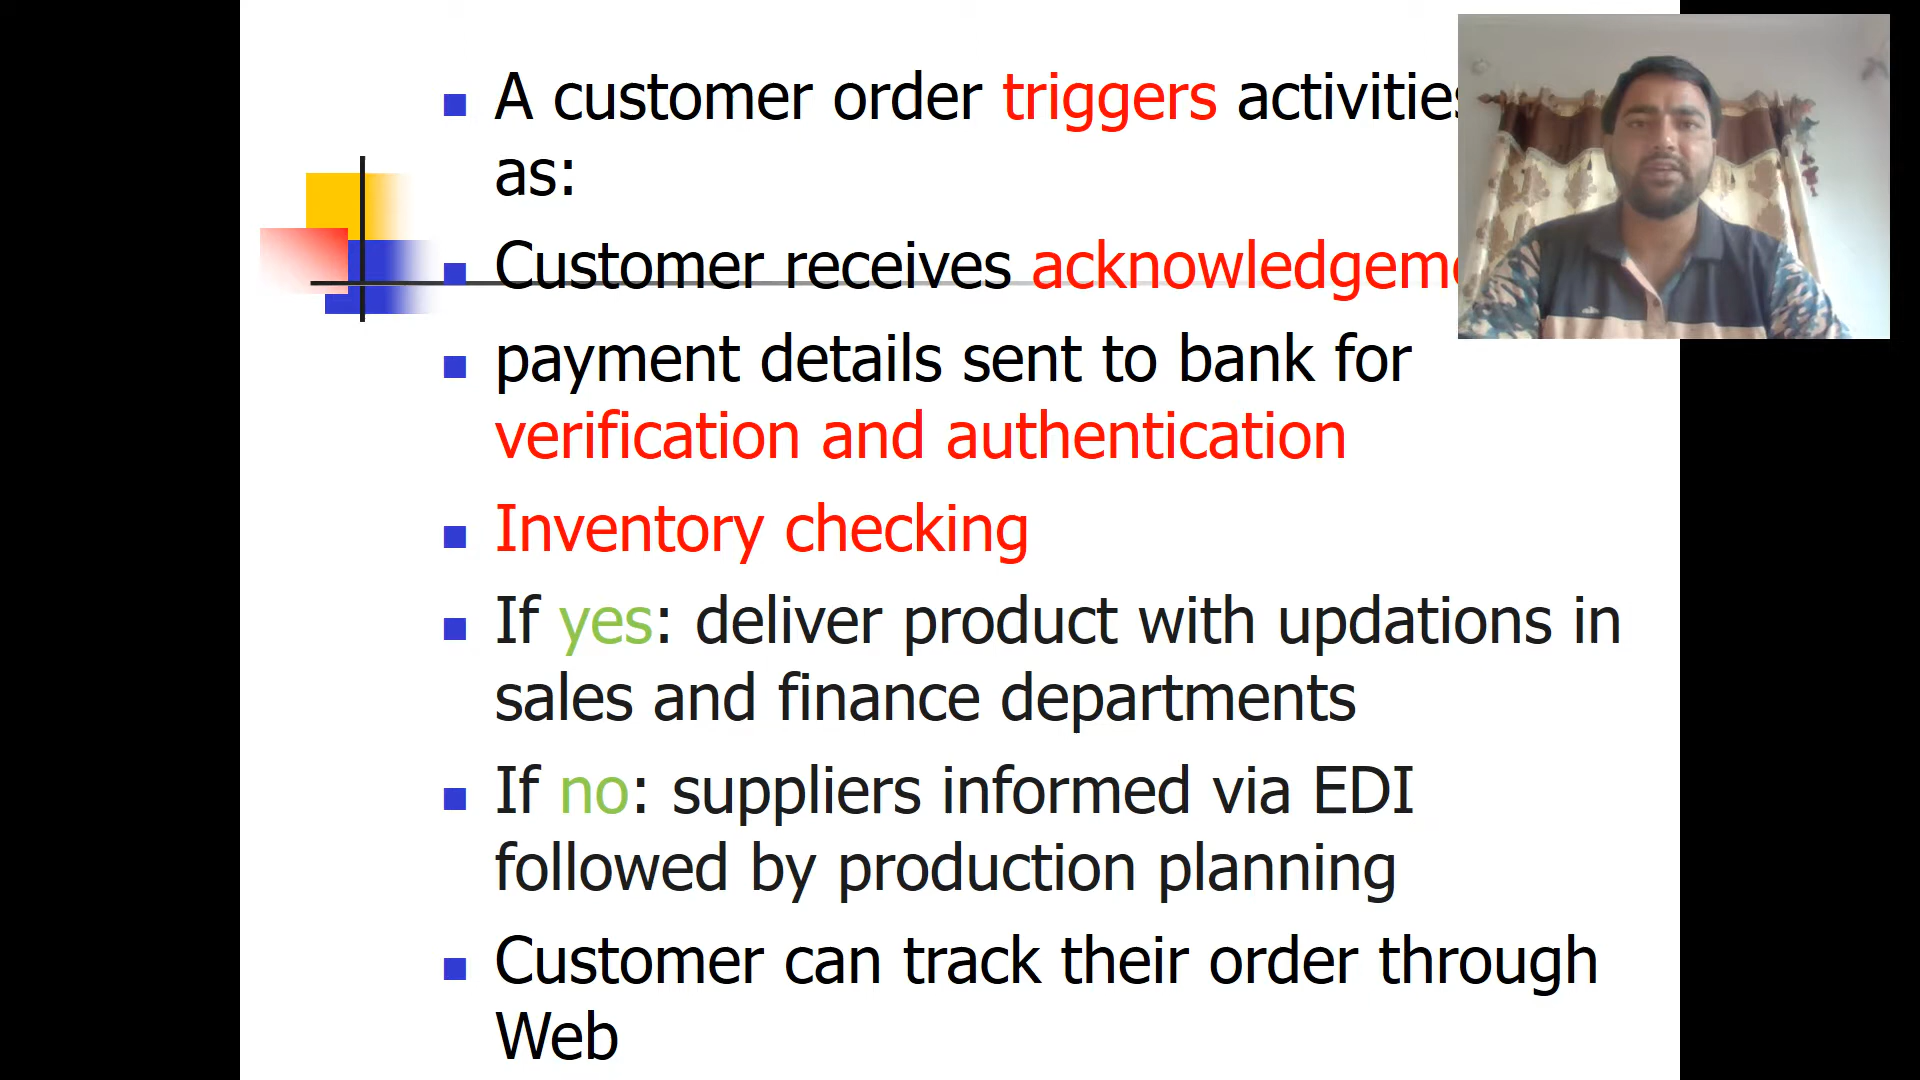 A customer order triggers activities
as:
Customer receives
payment details sent to bank for
verification and authentication
Inventory checking
If yes: deliver product with updations in
sales and finance departments
If no: suppliers informed via EDI
followed by production planning
Customer can track their order through
Web